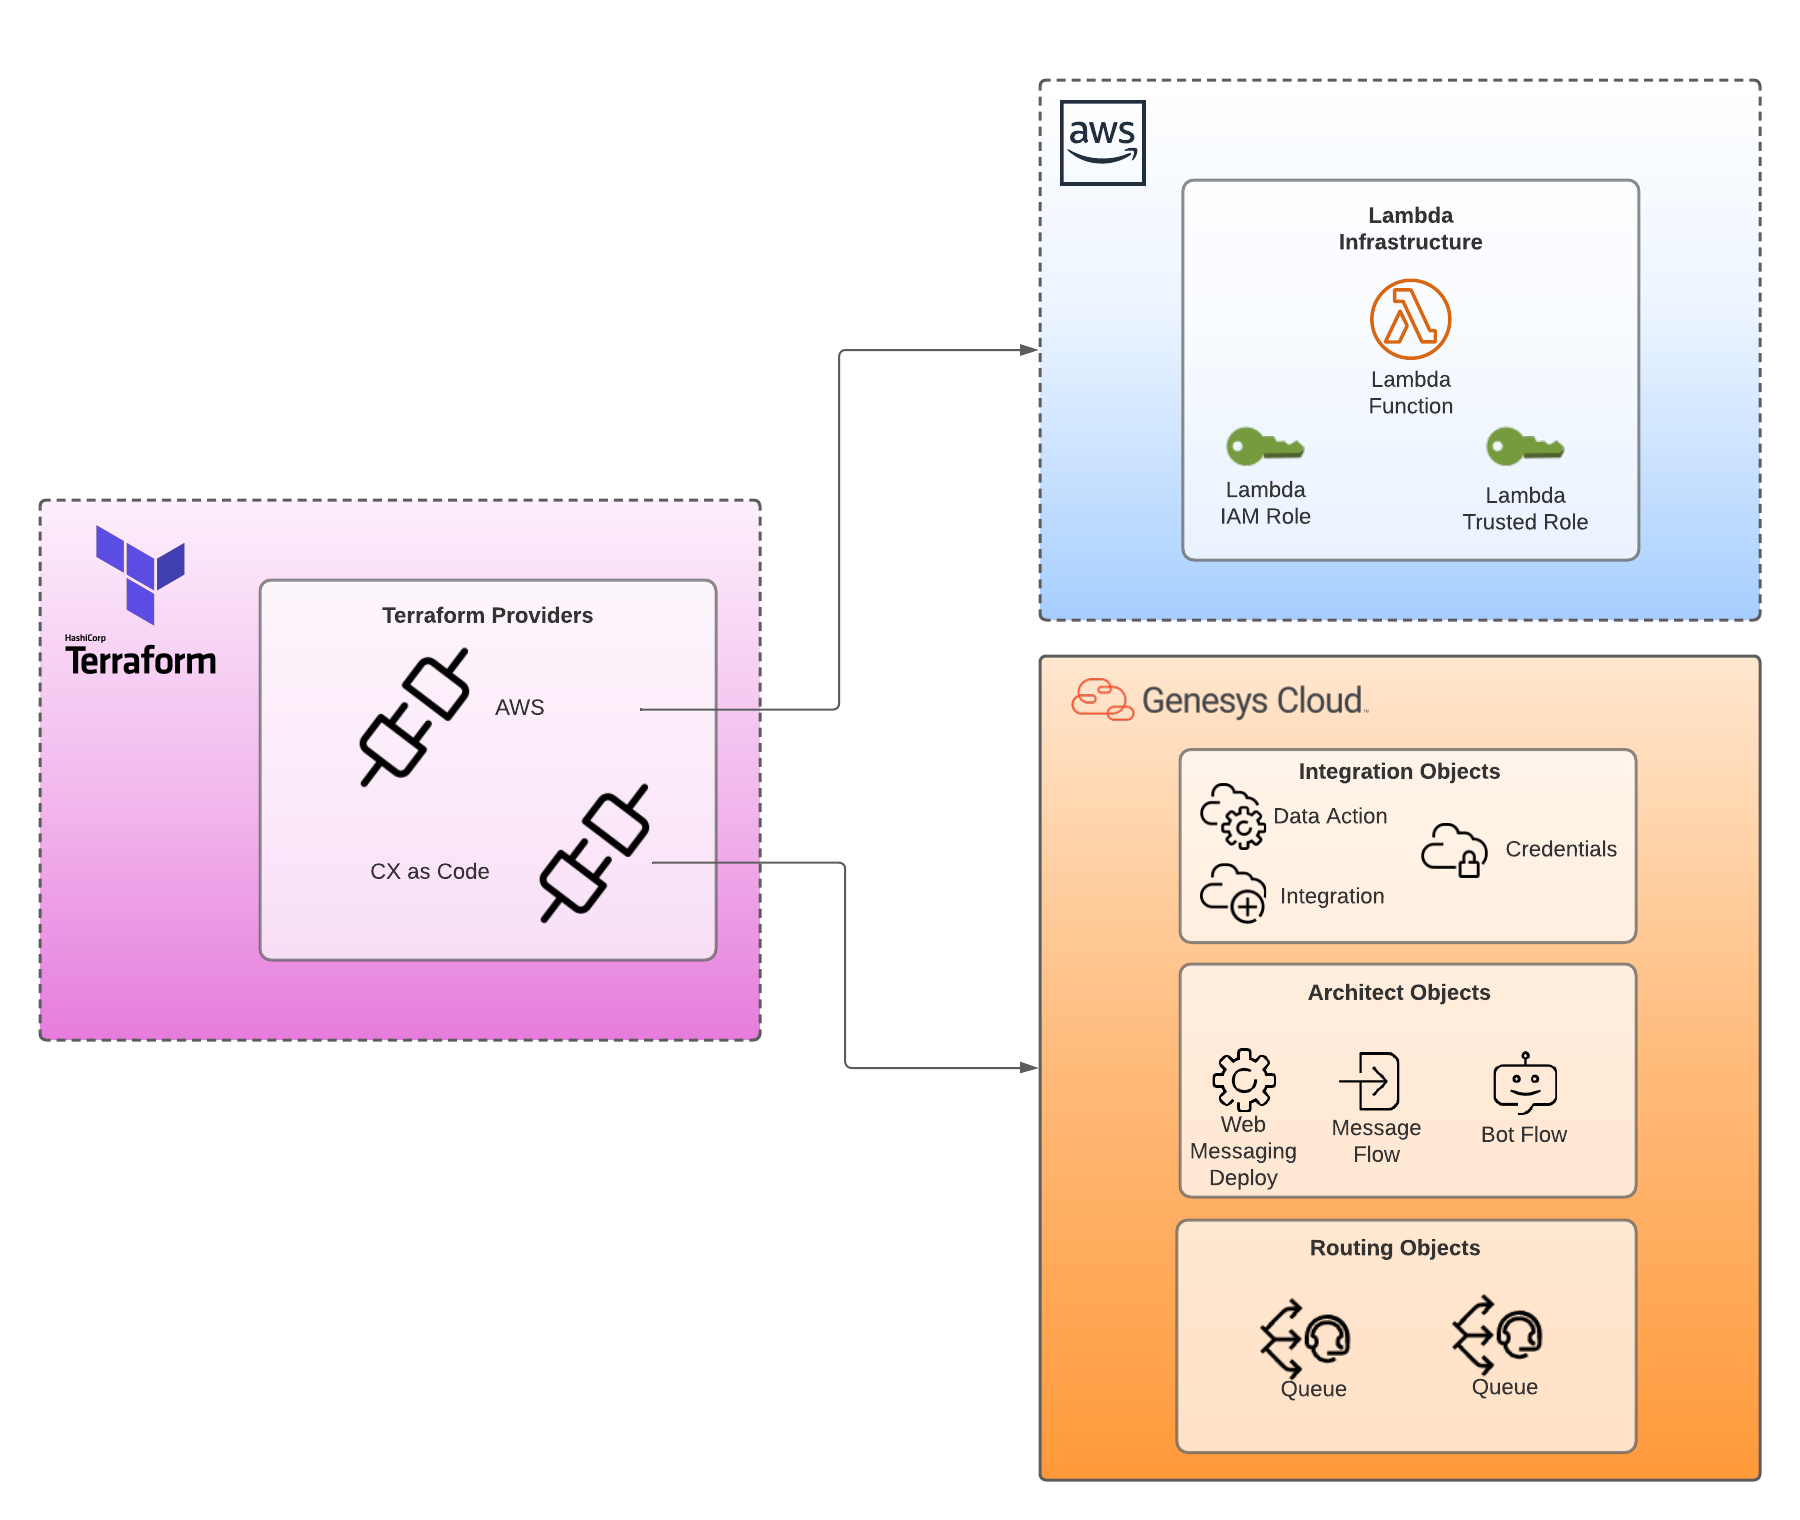 aws
Lambda
Infrastructure
Lambda
Function
Lambda
IAM Role
Lambda
Trusted Role
HashiCorp
Terraform
Terraform Providers
AWS
CX as Code
Genesys Cloud™
Integration Objects
Data Action
Credentials
Integration
Architect Objects
Web
Messaging
Deploy
Message
Flow
Bot Flow
Routing Objects
Queue
Queue